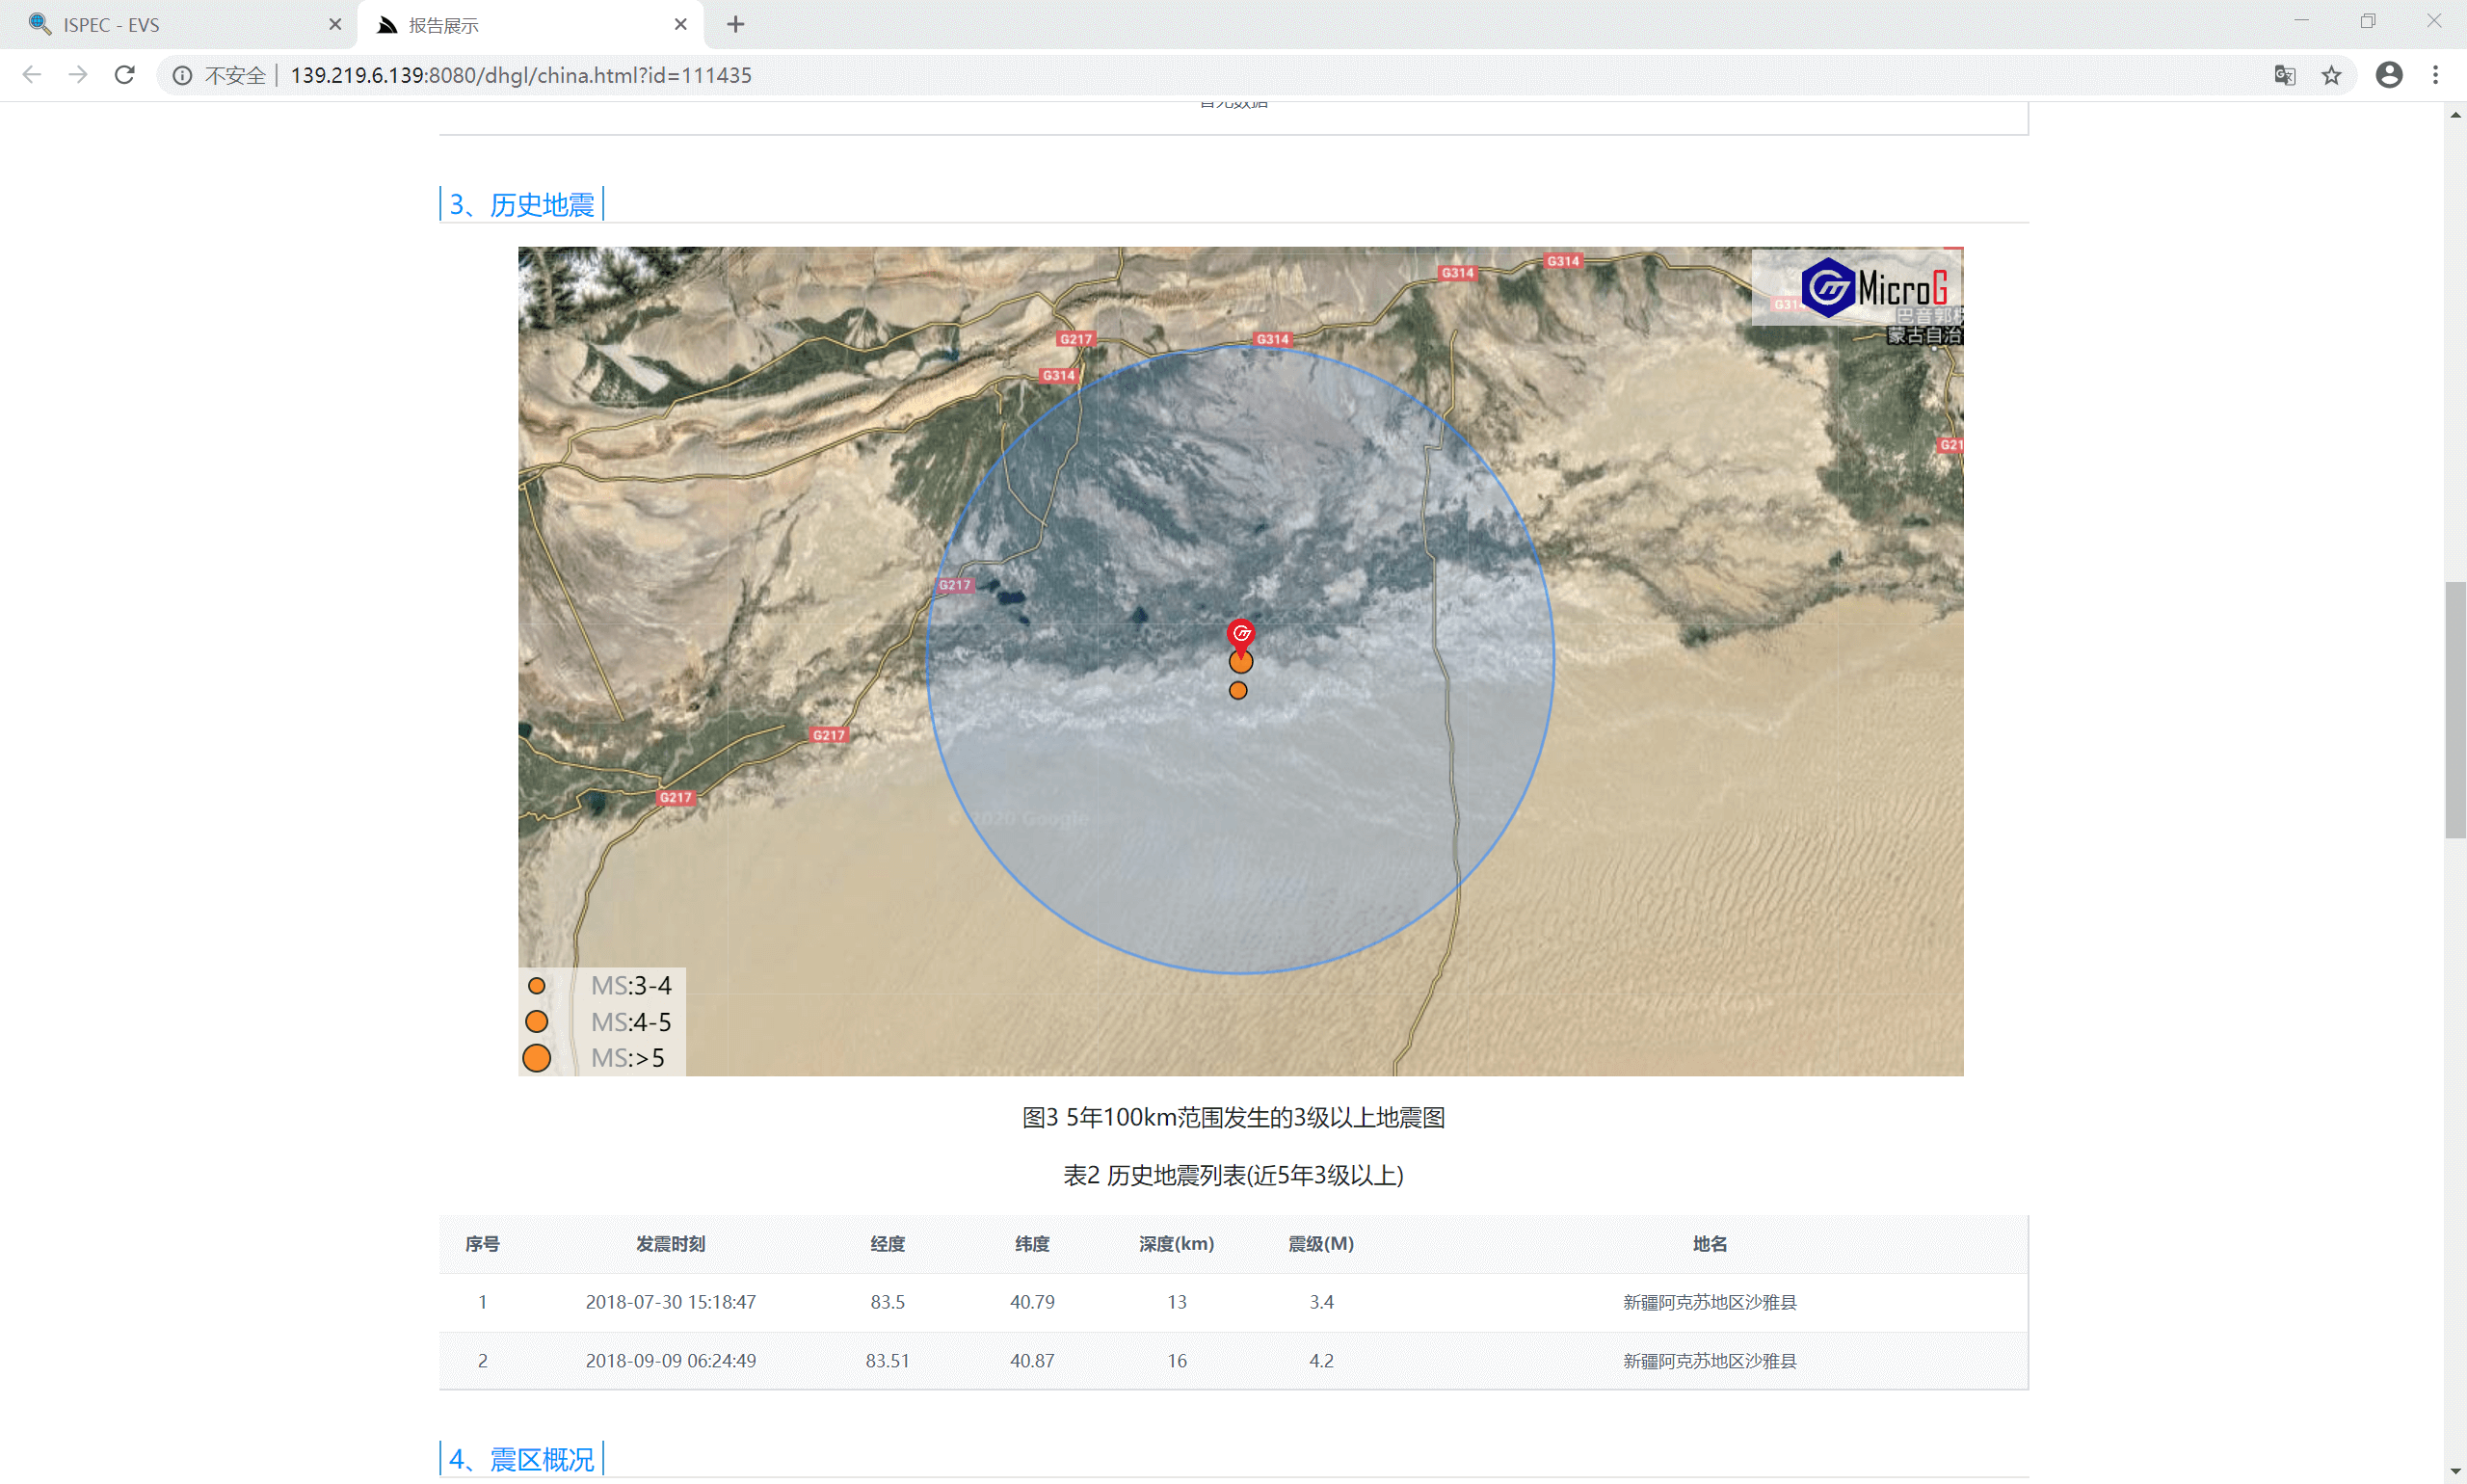 ISPEC - EVS
报告展示
不安全
139.219.6.139:8080/dhgl/china.html?id=111435
暂无数据
3、历史地震
G314
G314
MicroG
G314
巴音郭楞
蒙古自治
G217
G314
G314
G21
G217
G217
G217
© 2020 Google
MS:3-4
MS:4-5
MS:>5
图3 5年100km范围发生的3级以上地震图
表2 历史地震列表(近5年3级以上)
序号 发震时刻 经度 纬度 深度(km) 震级(M) 地名
1 2018-07-30 15:18:47 83.5 40.79 13 3.4 新疆阿克苏地区沙雅县
2 2018-09-09 06:24:49 83.51 40.87 16 4.2 新疆阿克苏地区沙雅县
4、震区概况